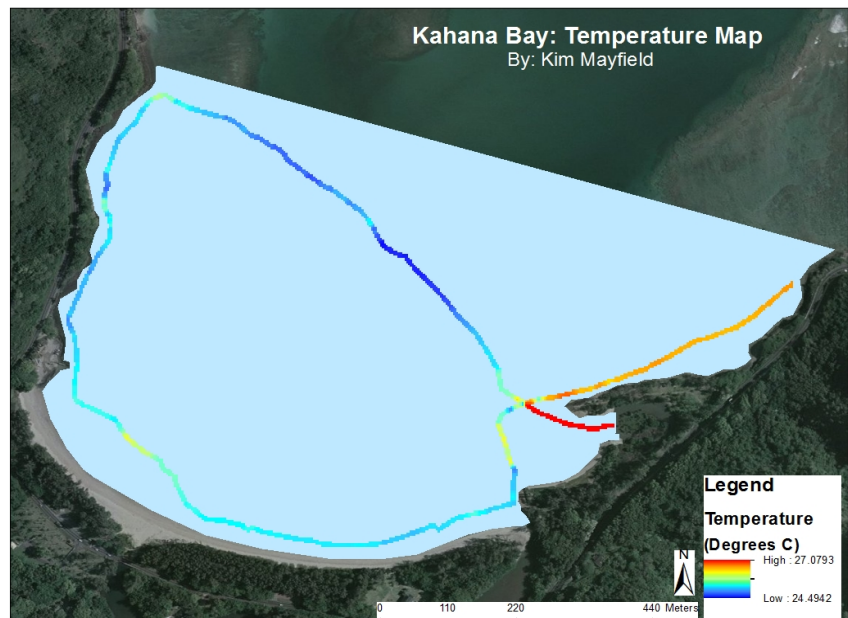 Kahana Bay: Temperature Map
By: Kim Mayfield
Legend
Temperature
(Degrees C)
High : 27.0793
Low : 24.4942
N
0 110 220 440 Meters